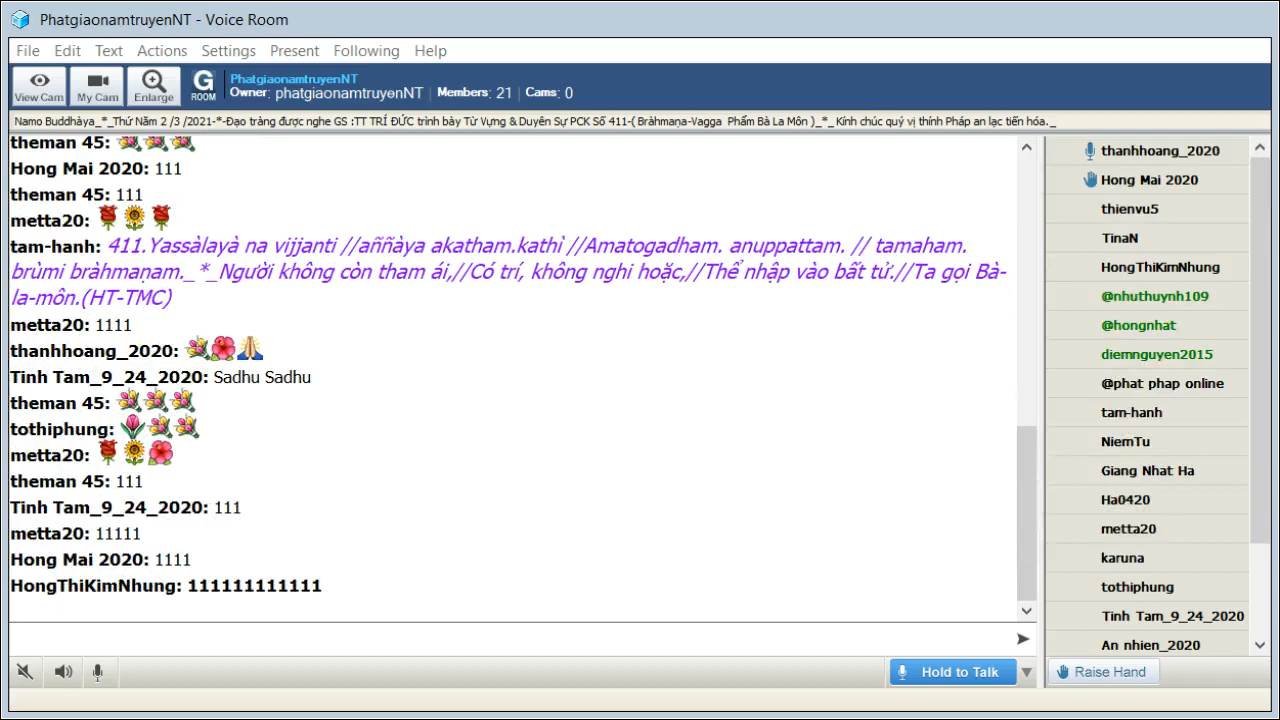 PhatgiaonamtruyenNT - Voice Room
File Edit Text Actions Settings Present Following Help
View Cam My Cam Enlarge G ROOM
PhatgiaonamtruyenNT
Owner: phatgiaonamtruyenNT | Members: 21 | Cams: 0
Namo Buddhàya_*_Thứ Năm 2 /3 /2021-*-Đạo tràng được nghe GS :TT TRÍ ĐỨC trình bày Từ Vựng & Duyên Sự PCK Số 411-( Bràhmaṇa-Vagga Phẩm Bà La Môn )_*_ Kính chúc quý vị thính Pháp an lạc tiến hóa._
theman 45:
Hong Mai 2020: 111
theman 45: 111
metta20:
tam-hanh: 411.Yassàlayà na vijjanti //aññàya akatham.kathì //Amatogadham. anuppattam. // tamaham.
brùmi bràhmaṇam._*_Người không còn tham ái,//Có trí, không nghi hoặc,//Thể nhập vào bất tử.//Ta gọi Bà-
la-môn.(HT-TMC)
metta20: 1111
thanhhoang_2020:
Tinh Tam_9_24_2020: Sadhu Sadhu
theman 45:
tothiphung:
metta20:
theman 45: 111
Tinh Tam_9_24_2020: 111
metta20: 11111
Hong Mai 2020: 1111
HongThiKimNhung: 111111111111
thanhhoang_2020
Hong Mai 2020
thienvu5
TinaN
HongThiKimNhung
@nhuthuynh109
@hongnhat
diemnguyen2015
@phat phap online
tam-hanh
NiemTu
Giang Nhat Ha
Ha0420
metta20
karuna
tothiphung
Tinh Tam_9_24_2020
An nhien_2020
Hold to Talk
Raise Hand